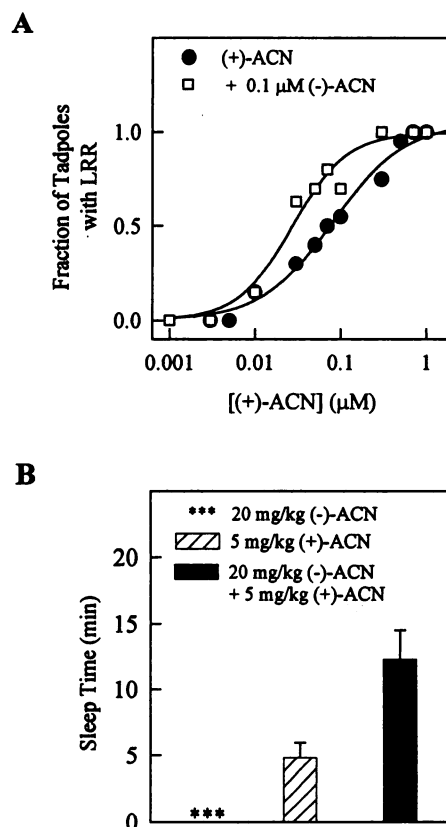 A
(+)-ACN
+ 0.1 µM (-)-ACN
Fraction of Tadpoles
with LRR
1.0
0.5
0.0
0.001 0.01 0.1 1
[(+)-ACN] (µM)
B
*** 20 mg/kg (-)-ACN
5 mg/kg (+)-ACN
20 mg/kg (-)-ACN
+ 5 mg/kg (+)-ACN
Sleep Time (min)
20
15
10
5
0
***